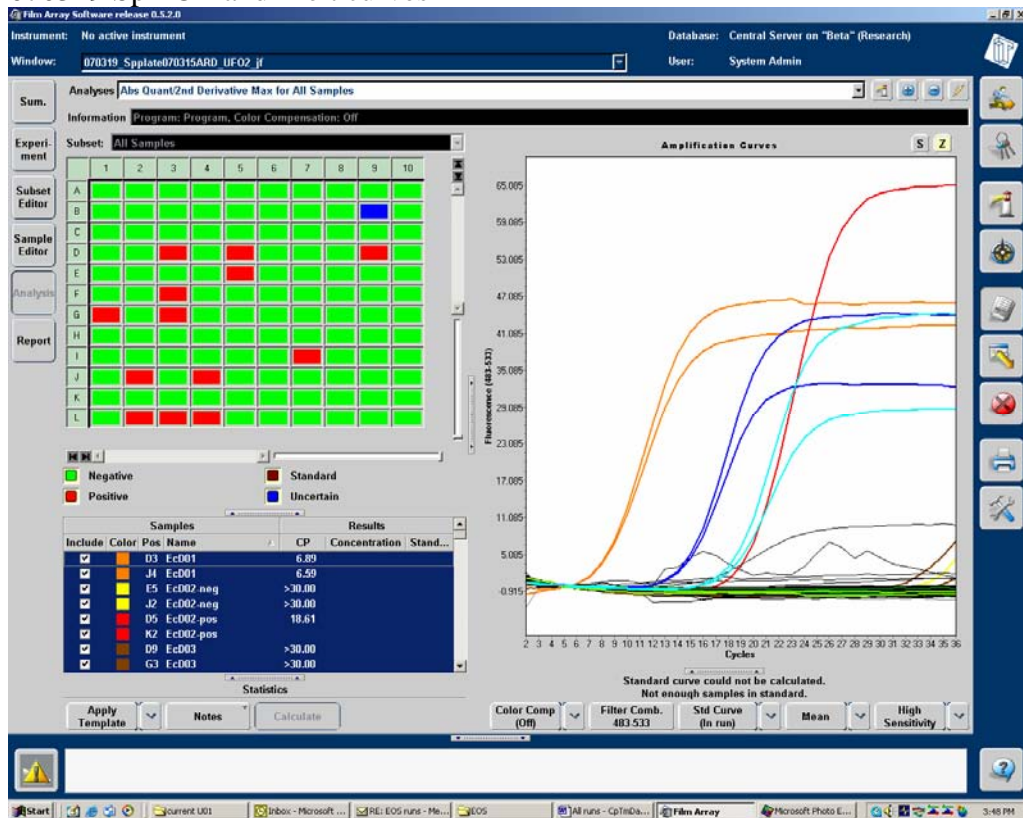 Film Array Software release 0.5.2.0
Instrument: No active instrument
Database: Central Server on "Beta" (Research)
Window: 070319_Spplate070315ARD_UFO2_jf
User: System Admin
Sum.
Experi-
ment
Subset
Editor
Sample
Editor
Analysis
Report
Analyses Abs Quant/2nd Derivative Max for All Samples
Information Program: Program, Color Compensation: Off
Subset: All Samples
1 2 3 4 5 6 7 8 9 10
A
B
C
D
E
F
G
H
I
J
K
L
Negative
Standard
Positive
Uncertain
Samples Results
Include Color Pos Name / CP Concentration Stand...
D3 EcD01 6.89
J4 EcD01 6.59
E5 EcD02-neg >30.00
J2 EcD02-neg >30.00
D5 EcD02-pos 18.61
K2 EcD02-pos
D9 EcD03 >30.00
G3 EcD03 >30.00
Statistics
Apply
Template
Notes
Calculate
Amplification Curves
S Z
65.085
59.085
53.085
47.085
41.085
35.085
29.085
23.085
17.085
11.085
5.085
-0.915
Fluorescence (483-533)
2 3 4 5 6 7 8 9 10 11 12 13 14 15 16 17 18 19 20 21 22 23 24 25 26 27 28 29 30 31 32 33 34 35 36
Cycles
Standard curve could not be calculated.
Not enough samples in standard.
Color Comp
(Off)
Filter Comb.
483-533
Std Curve
(In run)
Mean
High
Sensitivity
Start
current U01
Inbox - Microsoft ...
RE: EOS runs - Me...
EOS
All runs - CpTmDa...
Film Array
Microsoft Photo E...
3:48 PM